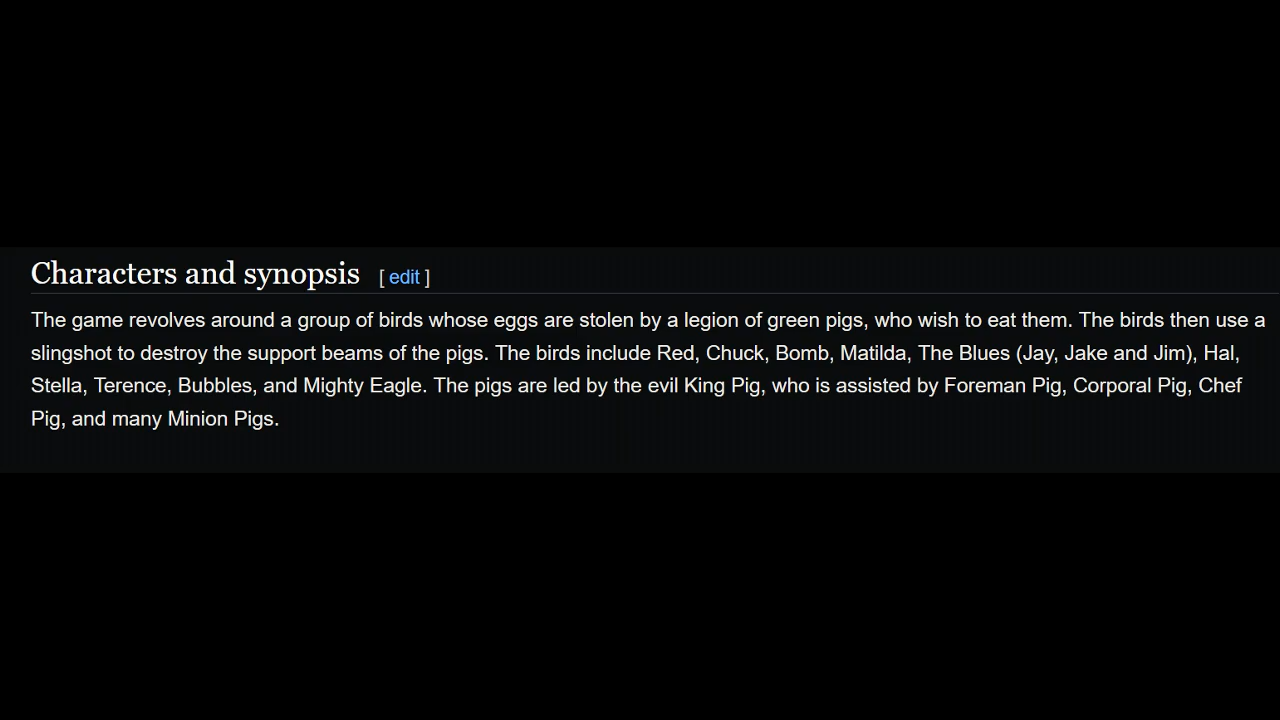 Characters and synopsis [ edit ]
The game revolves around a group of birds whose eggs are stolen by a legion of green pigs, who wish to eat them. The birds then use a
slingshot to destroy the support beams of the pigs. The birds include Red, Chuck, Bomb, Matilda, The Blues (Jay, Jake and Jim), Hal,
Stella, Terence, Bubbles, and Mighty Eagle. The pigs are led by the evil King Pig, who is assisted by Foreman Pig, Corporal Pig, Chef
Pig, and many Minion Pigs.